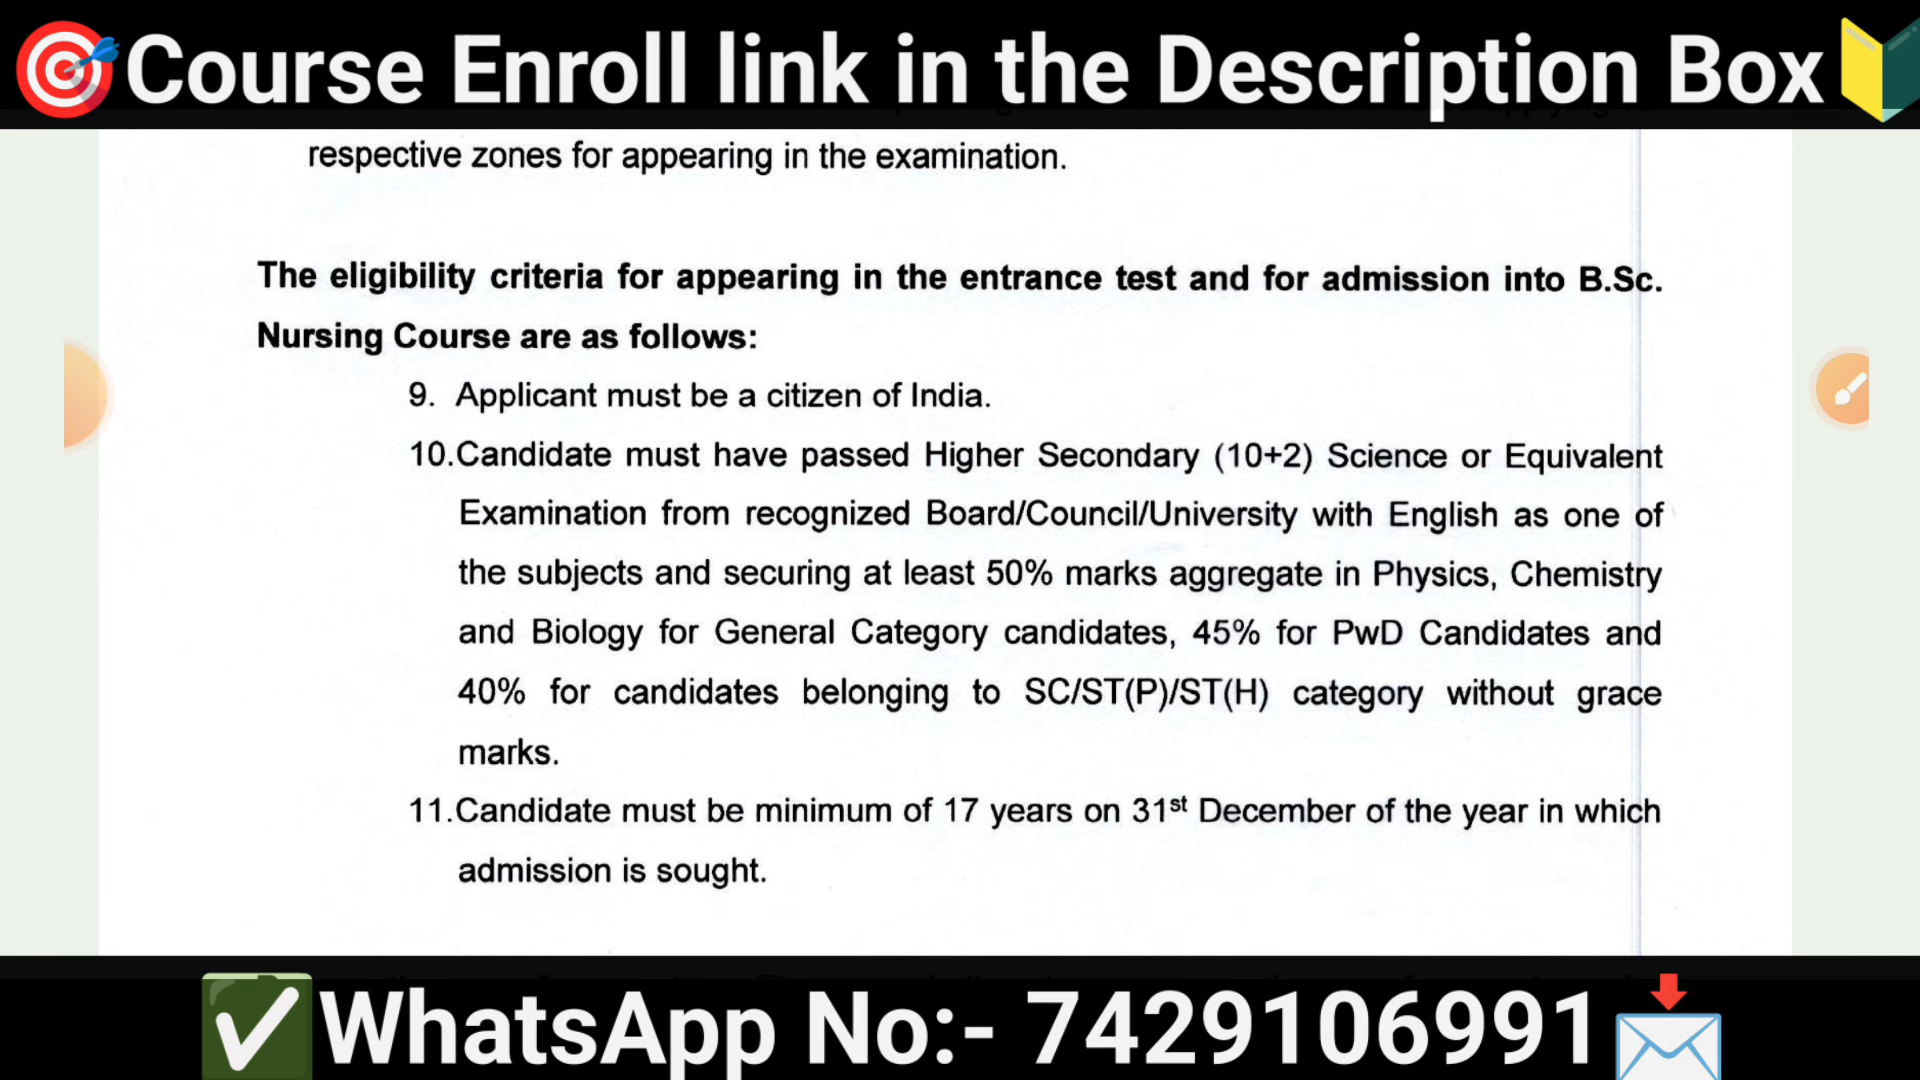 Course Enroll link in the Description Box
respective zones for appearing in the examination.
The eligibility criteria for appearing in the entrance test and for admission into B.Sc.
Nursing Course are as follows:
9. Applicant must be a citizen of India.
10.Candidate must have passed Higher Secondary (10+2) Science or Equivalent
Examination from recognized Board/Council/University with English as one of
the subjects and securing at least 50% marks aggregate in Physics, Chemistry
and Biology for General Category candidates, 45% for PwD Candidates and
40% for candidates belonging to SC/ST(P)/ST(H) category without grace
marks.
11.Candidate must be minimum of 17 years on 31st December of the year in which
admission is sought.
WhatsApp No:- 7429106991